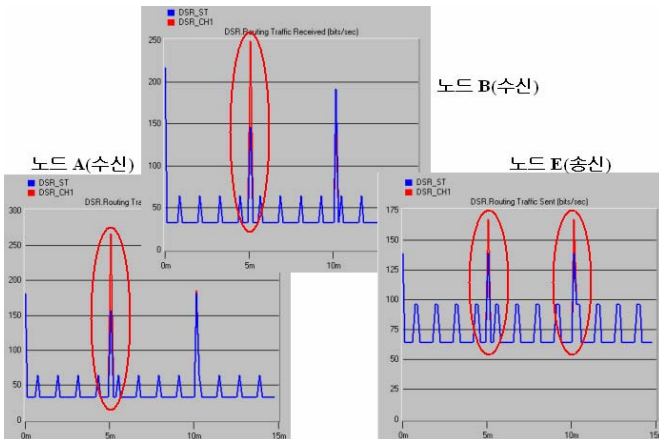 DSR_ST
DSR_CH1
DSR.Routing Traffic Received (bits/sec)
250
200
150
100
50
0
0m
5m
10m
노드 B(수신)
노드 A(수신)
DSR_ST
DSR_CH1
DSR.Routing
300
250
200
150
100
50
0
0m
5m
10m
15m
노드 E(송신)
DSR_ST
DSR_CH1
DSR.Routing Traffic Sent (bits/sec)
175
150
125
100
75
50
25
0
0m
5m
10m
15m